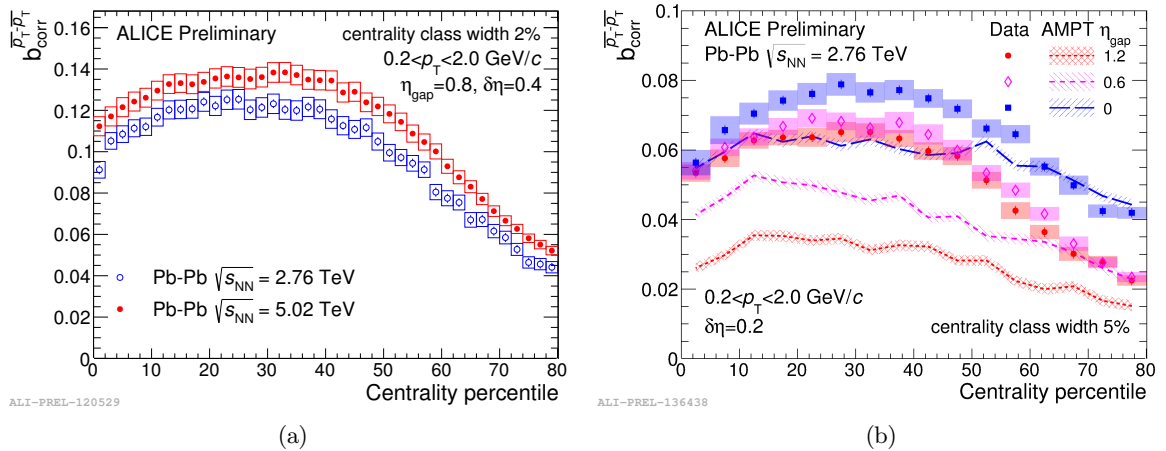 b_corr^{p̅_T-p̅_T}
0.16
0.14
0.12
0.1
0.08
0.06
0.04
0.02
0
ALICE Preliminary
centrality class width 2%
0.2<p_T<2.0 GeV/c
η_gap=0.8, δη=0.4
Pb-Pb √s_NN = 2.76 TeV
Pb-Pb √s_NN = 5.02 TeV
0 10 20 30 40 50 60 70 80
Centrality percentile
ALI-PREL-120529
(a)
b_corr^{p̅_T-p̅_T}
0.1
0.08
0.06
0.04
0.02
0
ALICE Preliminary
Pb-Pb √s_NN = 2.76 TeV
Data AMPT η_gap
1.2
0.6
0
0.2<p_T<2.0 GeV/c
δη=0.2
centrality class width 5%
0 10 20 30 40 50 60 70 80
Centrality percentile
ALI-PREL-136438
(b)